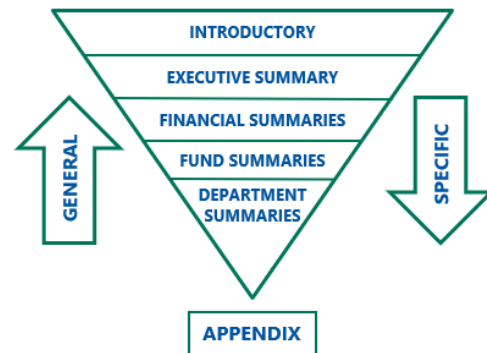 INTRODUCTORY
EXECUTIVE SUMMARY
FINANCIAL SUMMARIES
FUND SUMMARIES
DEPARTMENT
SUMMARIES
GENERAL
SPECIFIC
APPENDIX